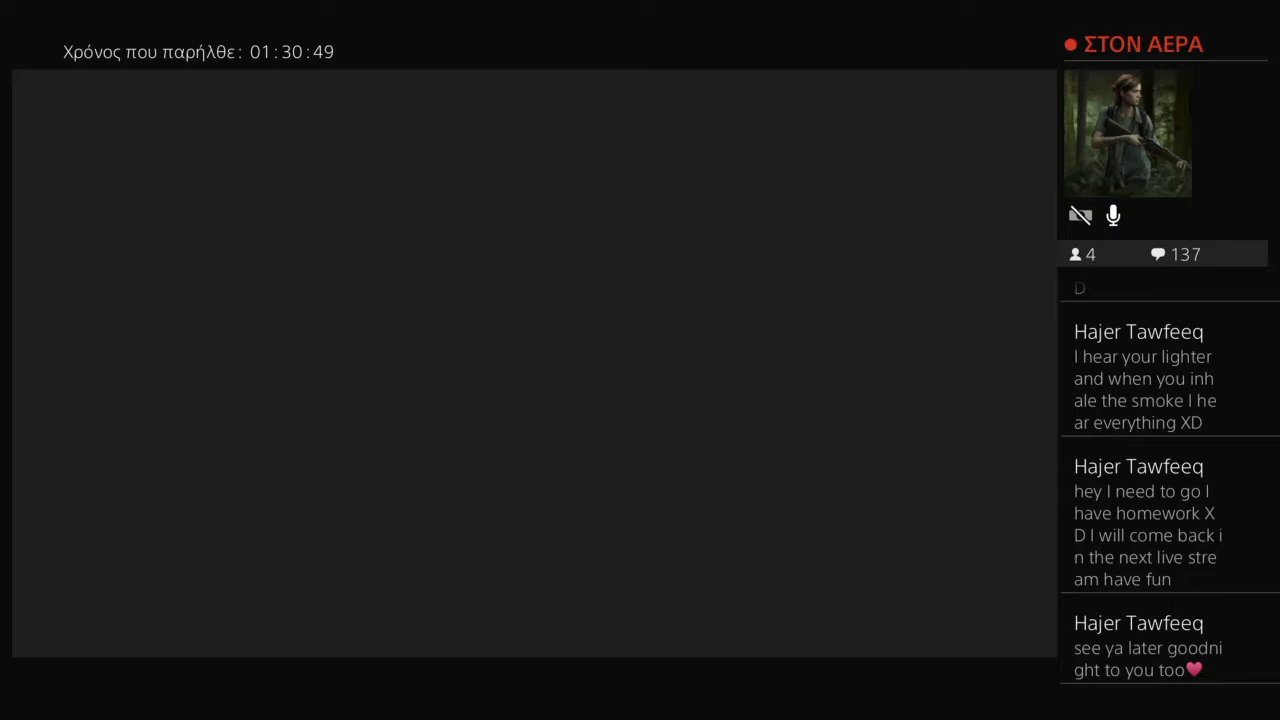 Χρόνος που παρήλθε: 01:30:49
ΣΤΟΝ ΑΕΡΑ
4 137
D
Hajer Tawfeeq
I hear your lighter
and when you inh
ale the smoke I he
ar everything XD
Hajer Tawfeeq
hey I need to go I
have homework X
D I will come back i
n the next live stre
am have fun
Hajer Tawfeeq
see ya later goodni
ght to you too💗